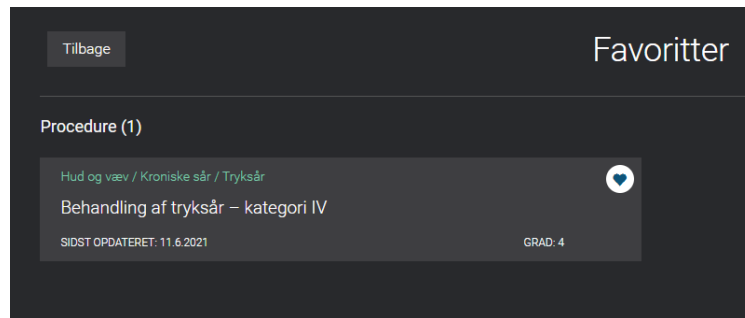 Tilbage
Favoritter
Procedure (1)
Hud og væv / Kroniske sår / Tryksår
Behandling af tryksår – kategori IV
SIDST OPDATERET: 11.6.2021
GRAD: 4